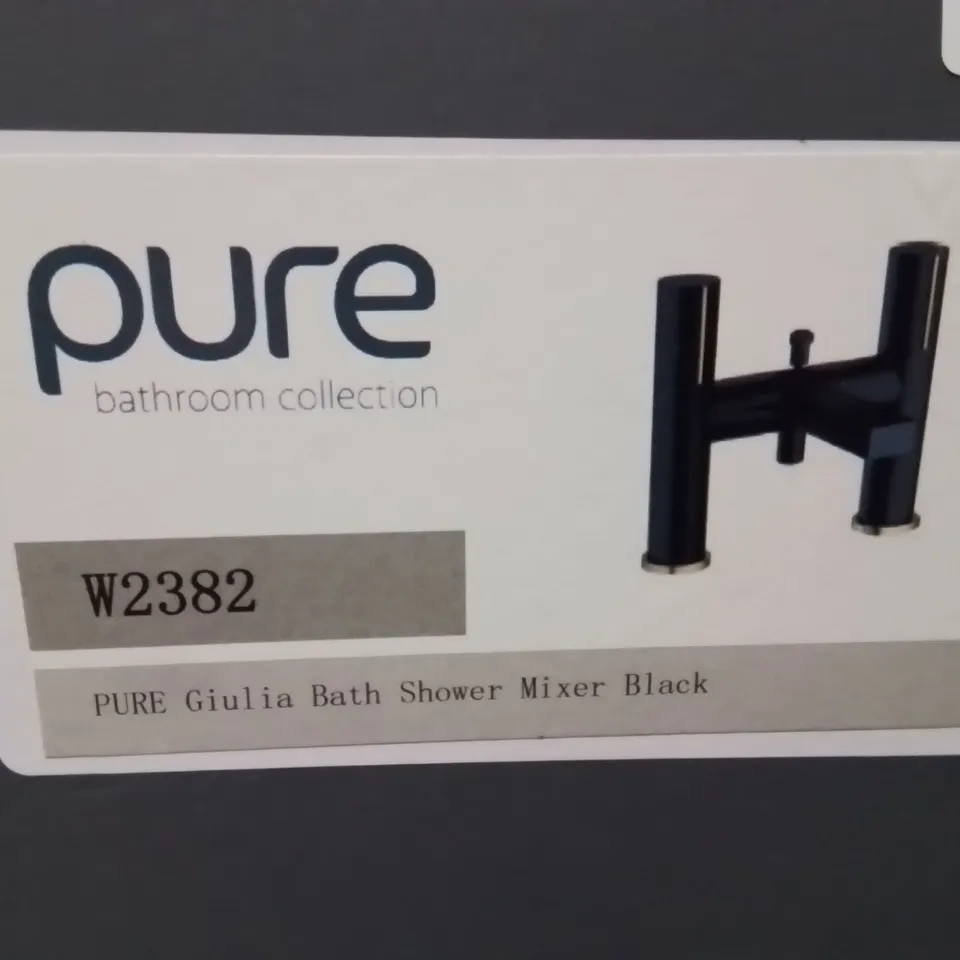 pure
bathroom collection
W2382
PURE Giulia Bath Shower Mixer Black